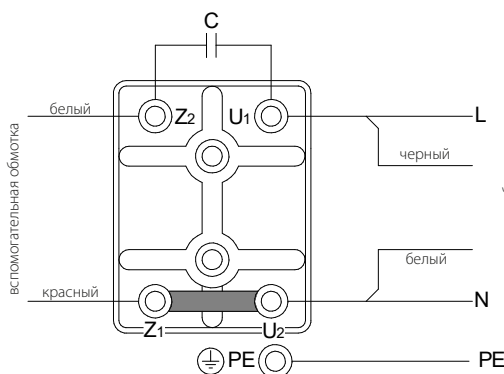 C
белый
Z2
U1
L
черный
вспомогательная обмотка
белый
красный
N
Z1
U2
PE
PE